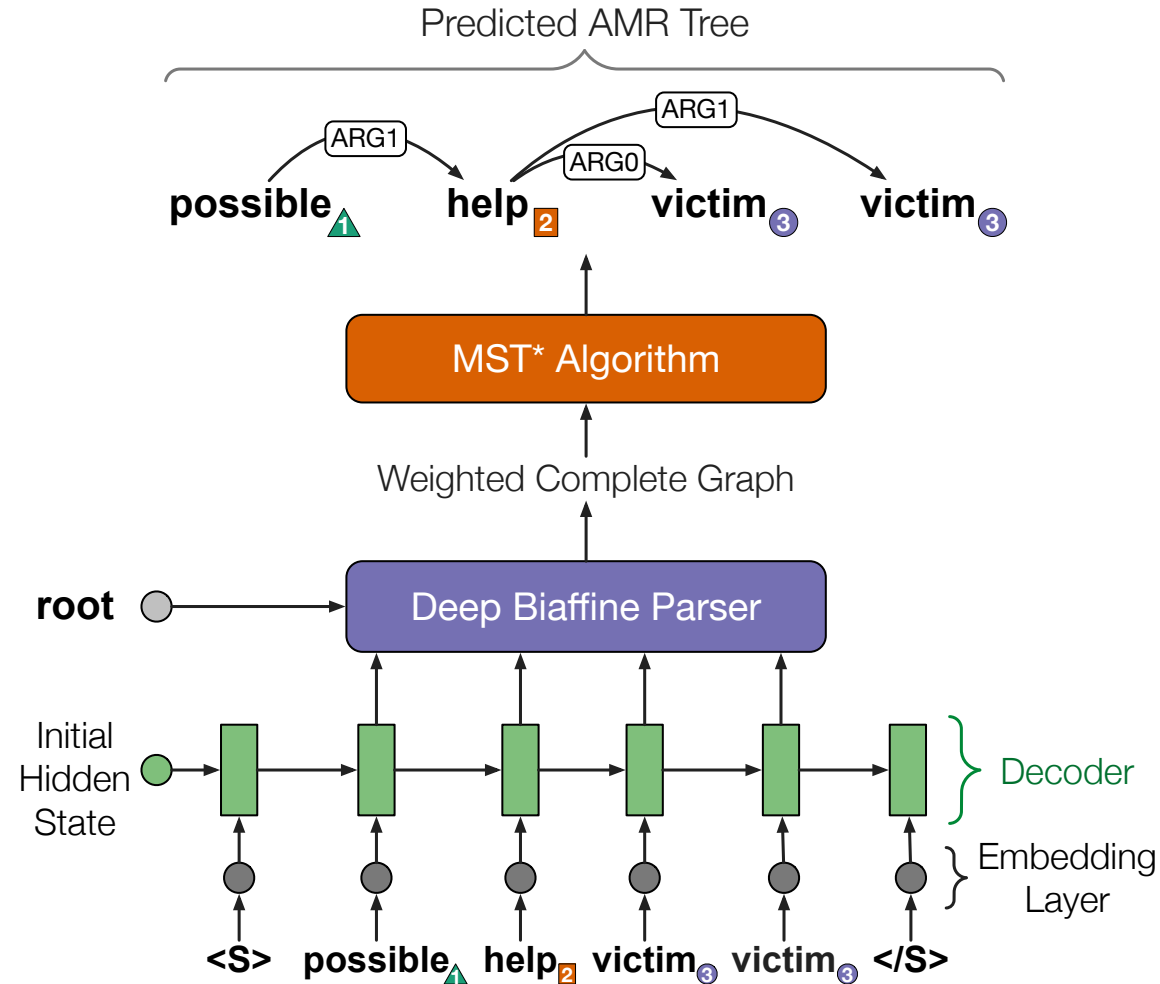 Predicted AMR Tree
ARG1
ARG1
ARG0
possible 1 help 2 victim 3 victim 3
MST* Algorithm
Weighted Complete Graph
root
Deep Biaffine Parser
Initial
Hidden
State
Decoder
Embedding
Layer
<S> possible 1 help 2 victim 3 victim 3 </S>